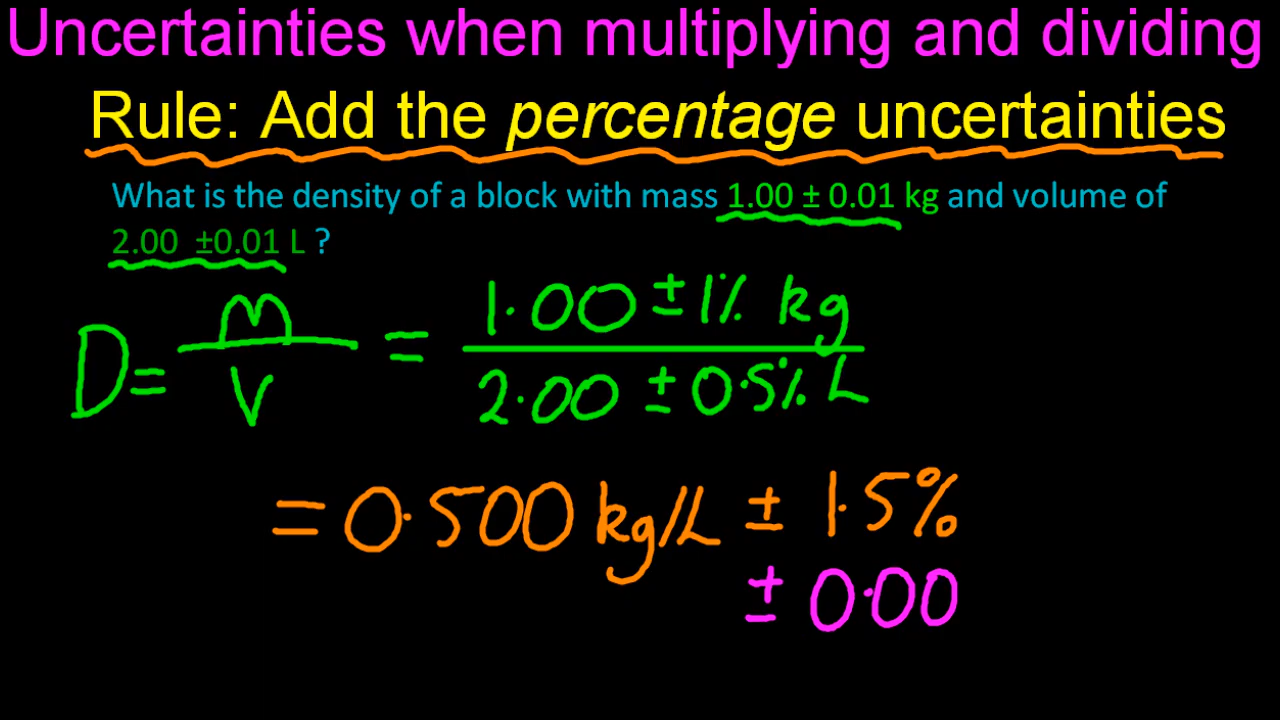 Uncertainties when multiplying and dividing
Rule: Add the percentage uncertainties
What is the density of a block with mass 1.00 ± 0.01 kg and volume of
2.00 ±0.01 L ?
D = m / V = 1.00 ± 1% kg / 2.00 ± 0.5% L
= 0.500 kg/L ± 1.5%
± 0.00